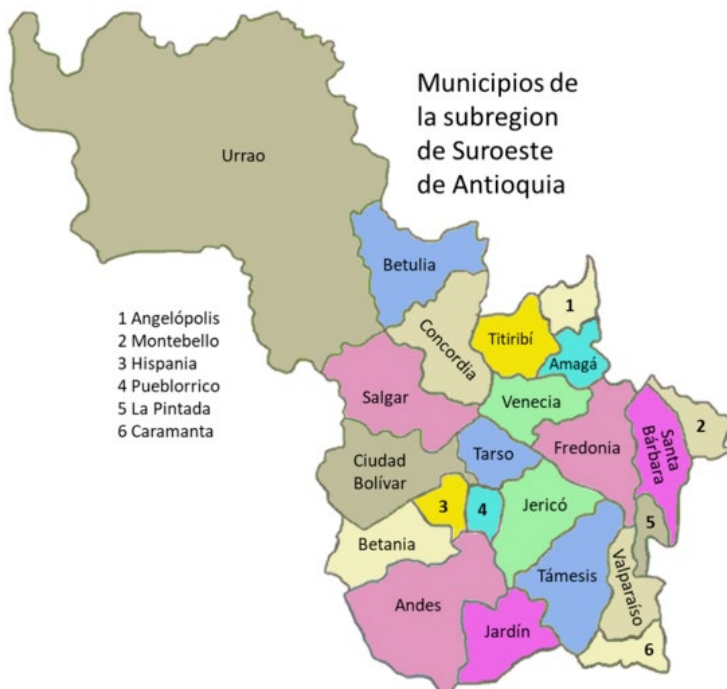 Municipios de
la subregion
de Suroeste
de Antioquia
Urrao
Betulia
1 Angelópolis
2 Montebello
3 Hispania
4 Pueblorrico
5 La Pintada
6 Caramanta
Concordia
Titiribí
1
Amagá
Salgar
Venecia
Fredonia
Santa
Bárbara
2
Ciudad
Bolívar
Tarso
3
4
Jericó
5
Betania
Támesis
Valparaíso
Andes
Jardín
6